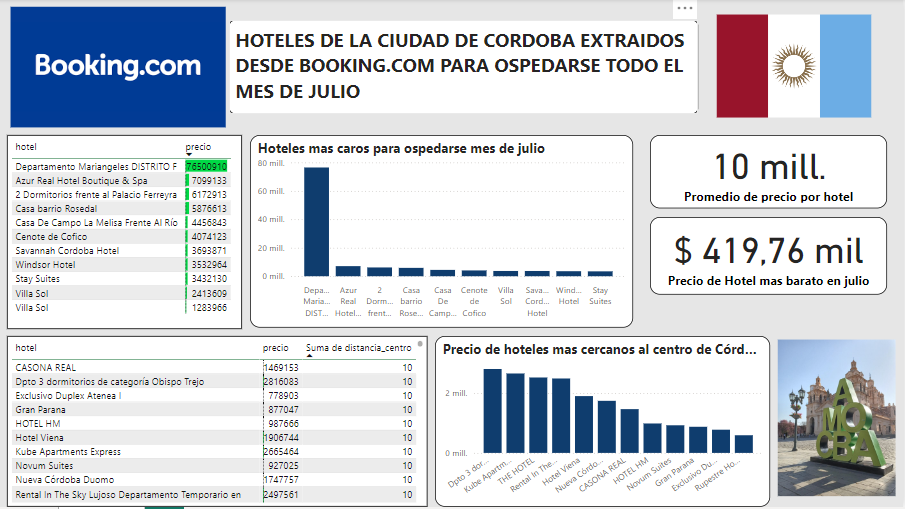 Booking.com
HOTELES DE LA CIUDAD DE CORDOBA EXTRAIDOS
DESDE BOOKING.COM PARA OSPEDARSE TODO EL
MES DE JULIO
hotel precio
Departamento Mariangeles DISTRITO F 76500910
Azur Real Hotel Boutique & Spa 7099133
2 Dormitorios frente al Palacio Ferreyra 6172913
Casa barrio Rosedal 5876613
Casa De Campo La Melisa Frente Al Río 4456843
Cenote de Cofico 4074123
Savannah Cordoba Hotel 3693871
Windsor Hotel 3532964
Stay Suites 3432130
Villa Sol 2413609
Villa Sol 1283966
Hoteles mas caros para ospedarse mes de julio
80 mill.
60 mill.
40 mill.
20 mill.
0 mill.
Depa... Azur 2 Casa Casa Cenote Villa Sava... Wind... Stay
Maria... Real Dorm... barrio De de Sol Cord... Hotel Suites
DIST... Hotel... frent... Rose... Camp... Cofico Hotel
10 mill.
Promedio de precio por hotel
$ 419,76 mil
Precio de Hotel mas barato en julio
hotel precio Suma de distancia_centro
CASONA REAL 1469153 10
Dpto 3 dormitorios de categoría Obispo Trejo 2816083 10
Exclusivo Duplex Atenea I 778903 10
Gran Parana 877047 10
HOTEL HM 987666 10
Hotel Viena 1906744 10
Kube Apartments Express 2665464 10
Novum Suites 927025 10
Nueva Córdoba Duomo 1747757 10
Rental In The Sky Lujoso Departamento Temporario en 2497561 10
Precio de hoteles mas cercanos al centro de Córd...
2 mill.
0 mill.
Dpto 3 dor...
Kube Apartm...
THE HOTEL
Rental In The...
Hotel Viena
Nueva Córdo...
CASONA REAL
HOTEL HM
Novum Suites
Gran Parana
Exclusivo Du...
Rupestre Ho...
A
MO
CBA